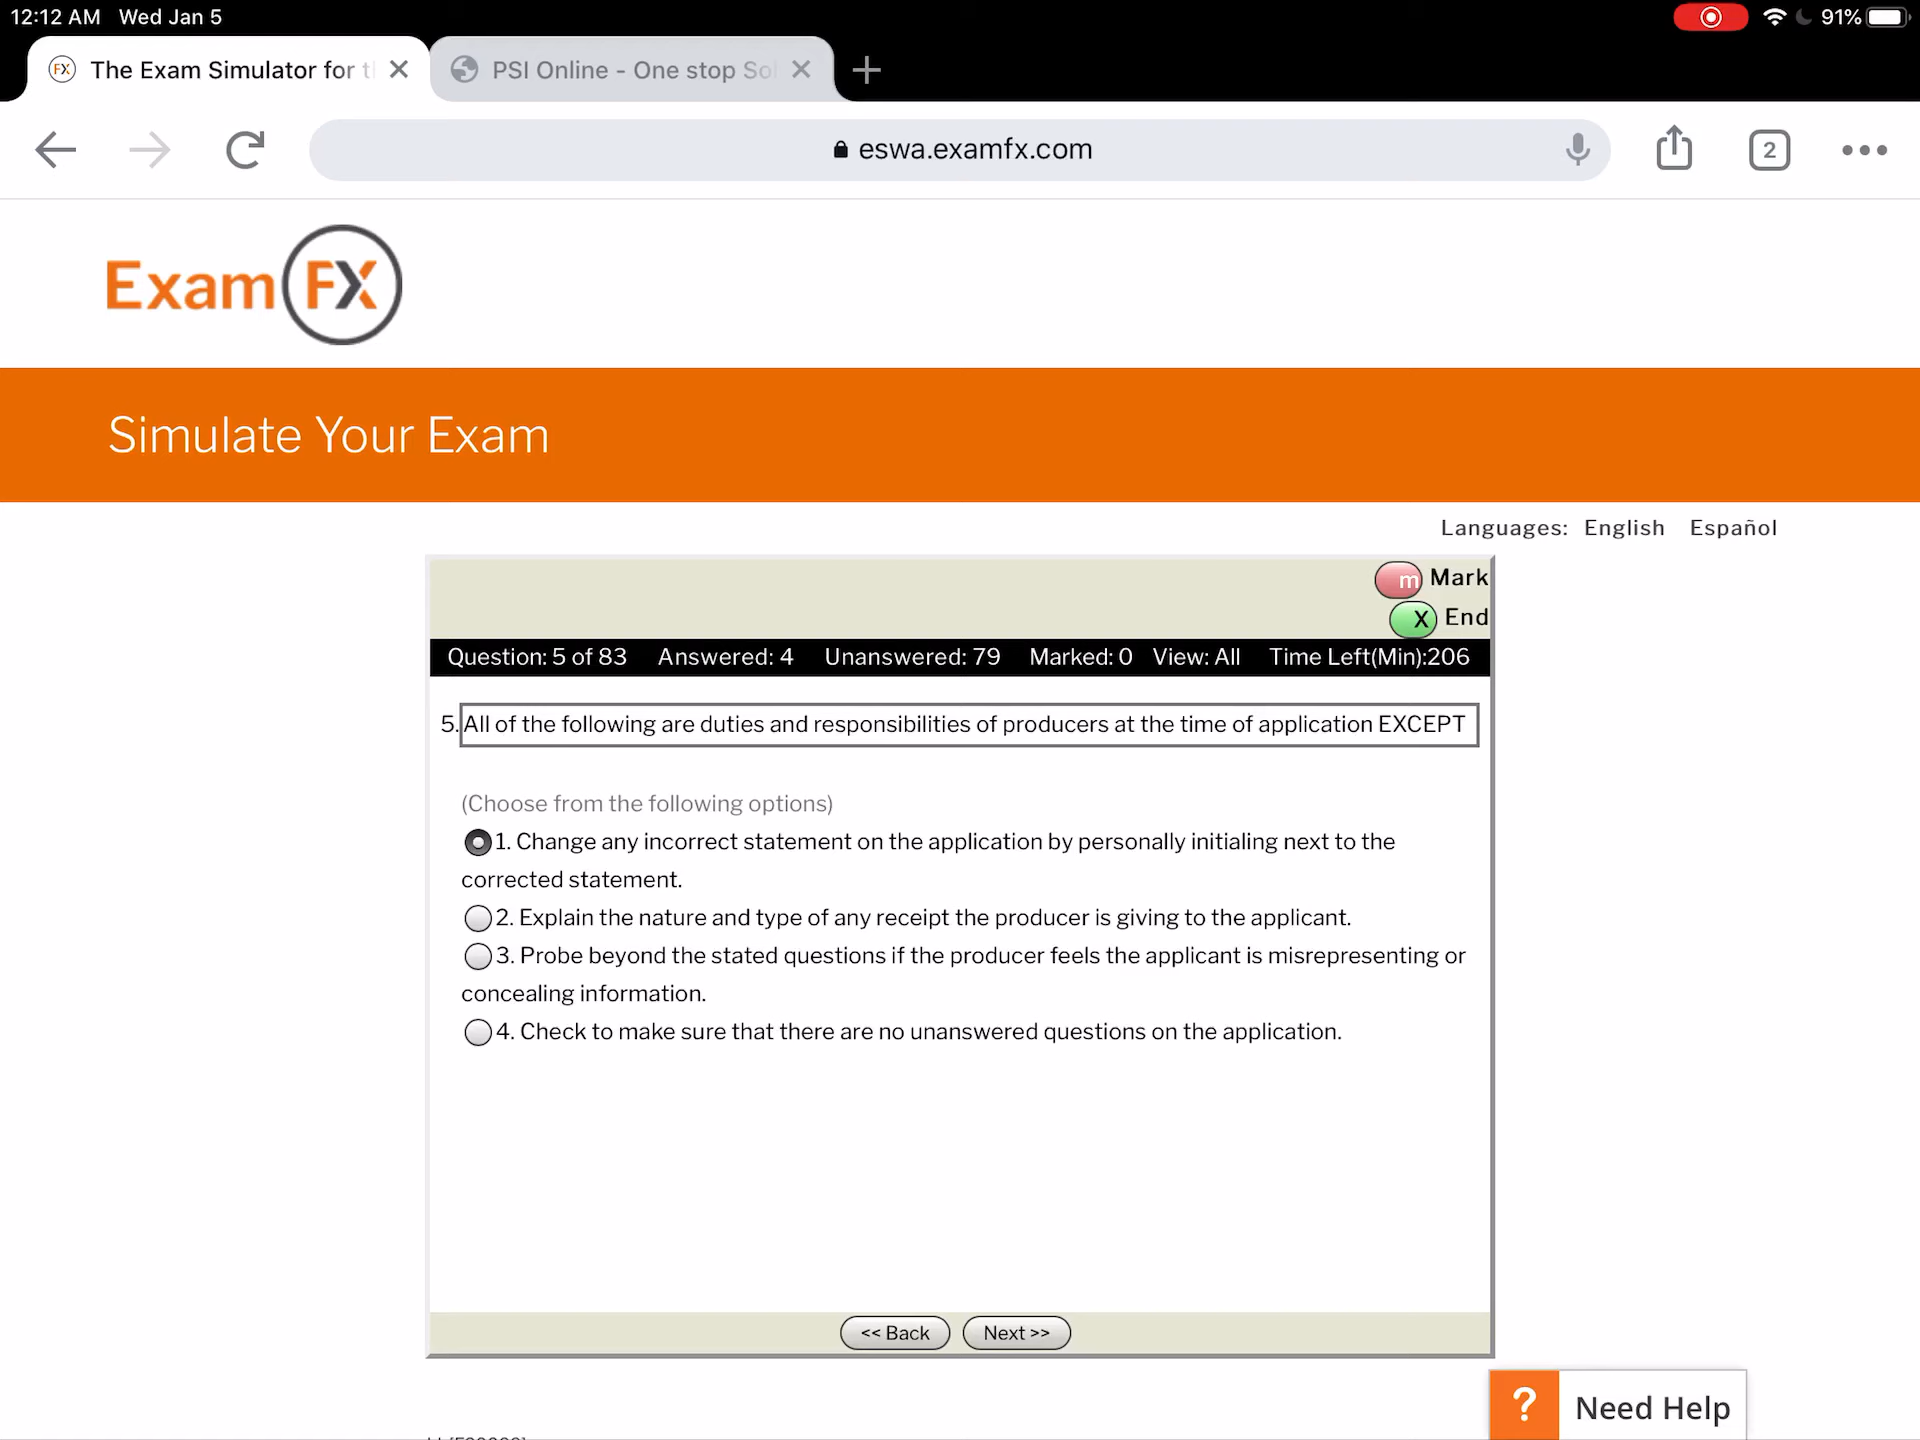 12:12 AM Wed Jan 5
91%
FX The Exam Simulator for t
PSI Online - One stop Sol
eswa.examfx.com
2
Exam FX
Simulate Your Exam
Languages: English Español
m Mark
X End
Question: 5 of 83 Answered: 4 Unanswered: 79 Marked: 0 View: All Time Left(Min):206
5. All of the following are duties and responsibilities of producers at the time of application EXCEPT
(Choose from the following options)
1. Change any incorrect statement on the application by personally initialing next to the
corrected statement.
2. Explain the nature and type of any receipt the producer is giving to the applicant.
3. Probe beyond the stated questions if the producer feels the applicant is misrepresenting or
concealing information.
4. Check to make sure that there are no unanswered questions on the application.
<< Back Next >>
? Need Help